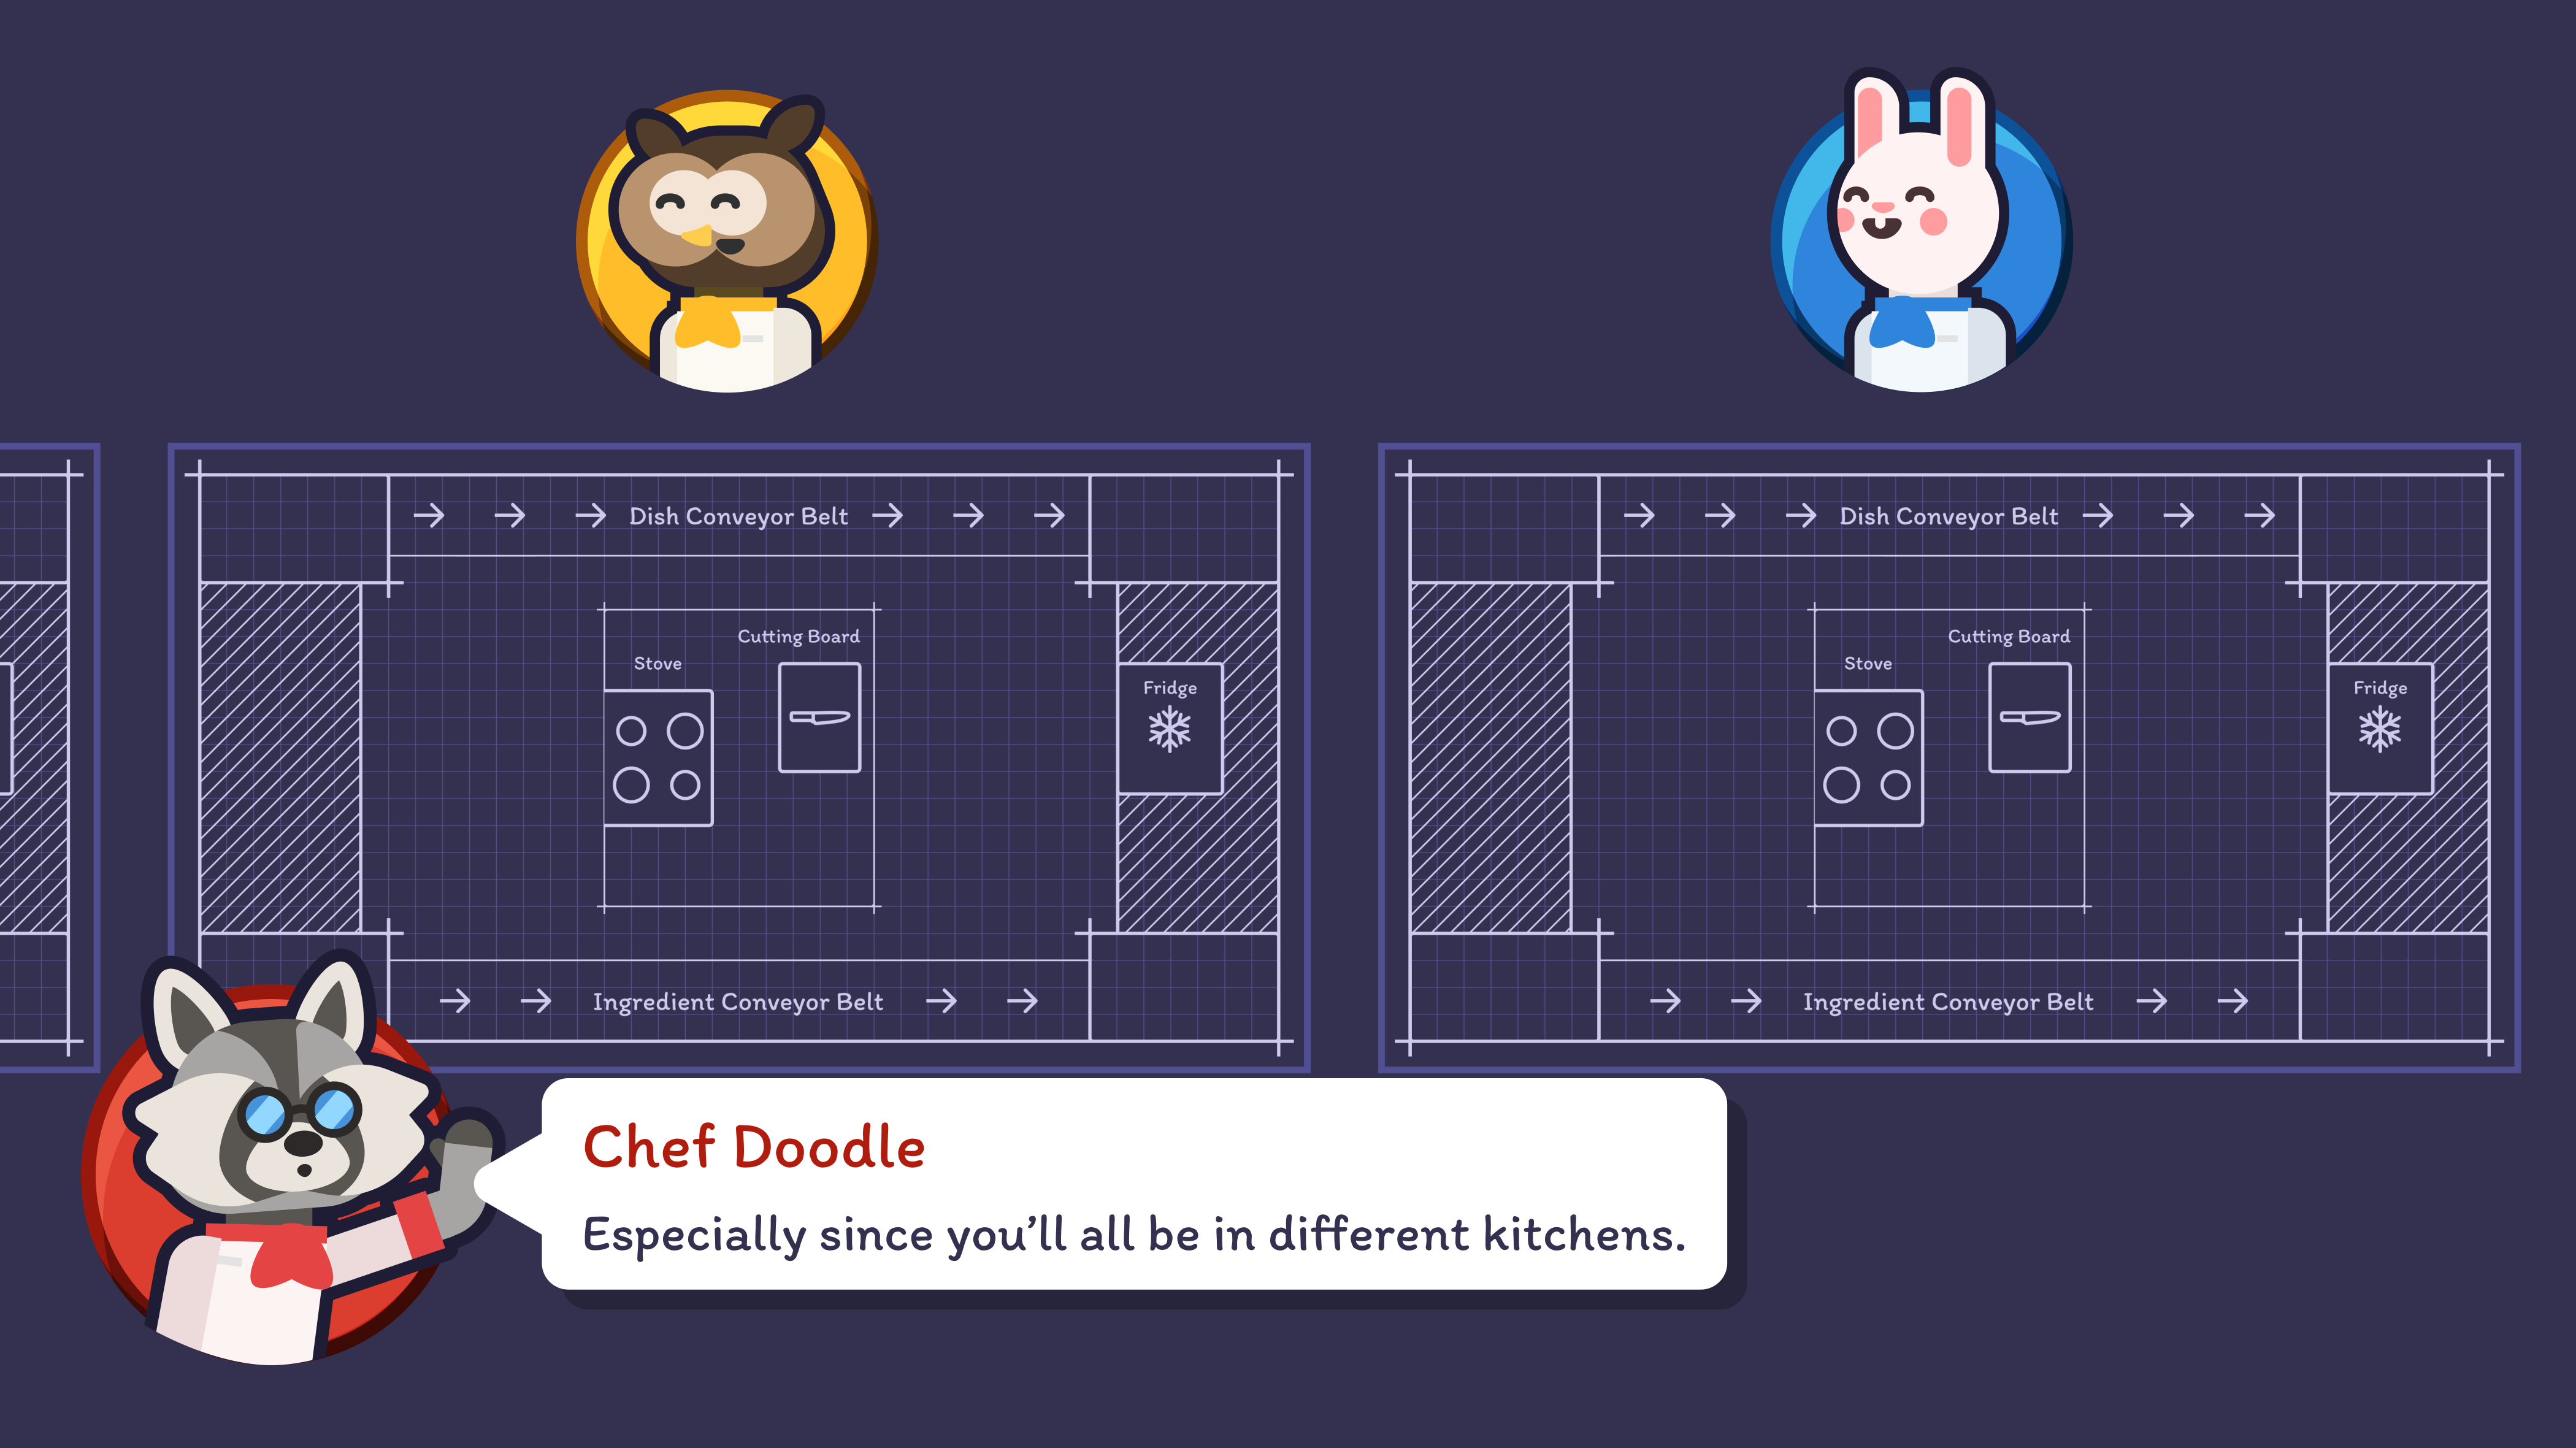 Dish Conveyor Belt
Cutting Board
Stove
Fridge
Ingredient Conveyor Belt
Dish Conveyor Belt
Cutting Board
Stove
Fridge
Ingredient Conveyor Belt
Chef Doodle
Especially since you’ll all be in different kitchens.